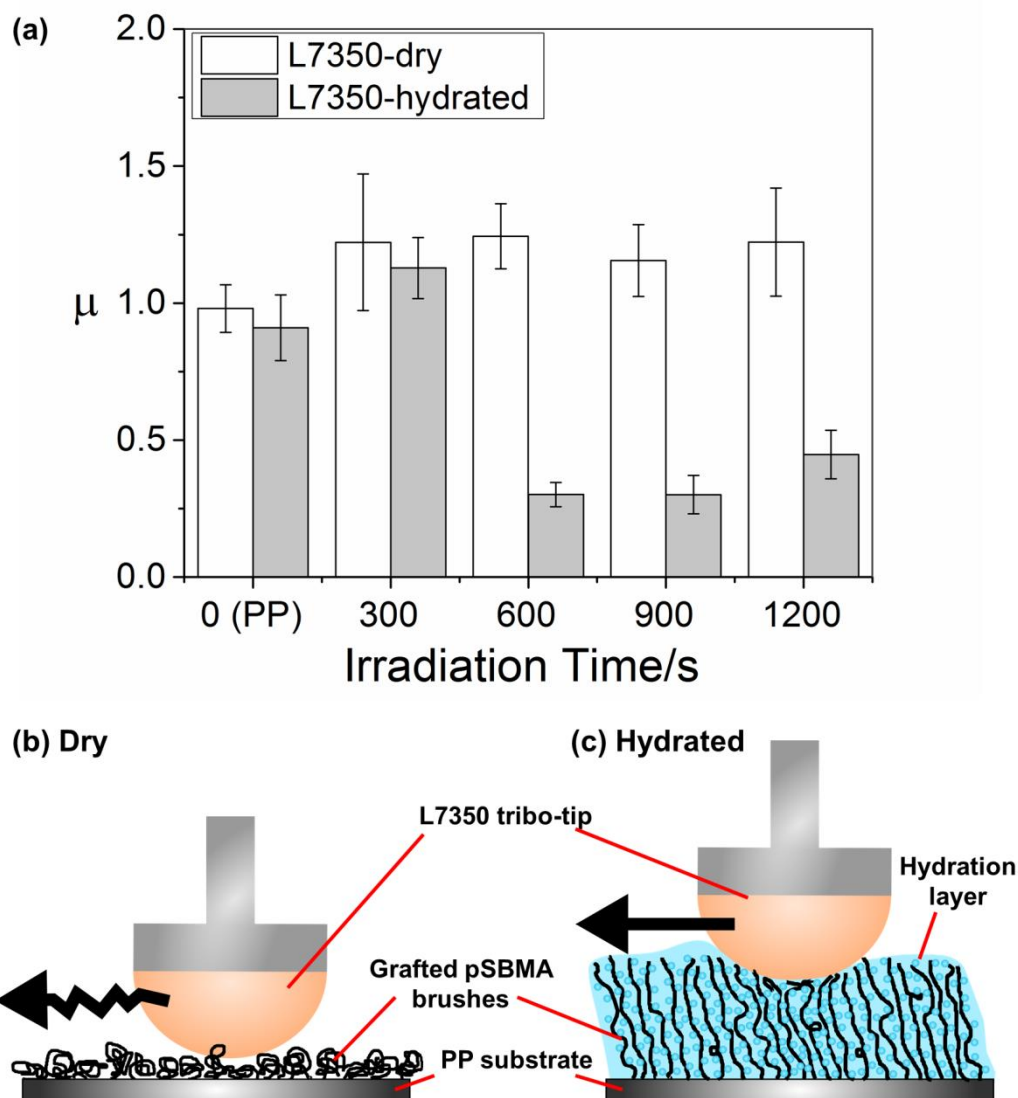 (a)
2.0
1.5
1.0
0.5
0.0
μ
L7350-dry
L7350-hydrated
0 (PP) 300 600 900 1200
Irradiation Time/s
(b) Dry
(c) Hydrated
L7350 tribo-tip
Hydration
layer
Grafted pSBMA
brushes
PP substrate